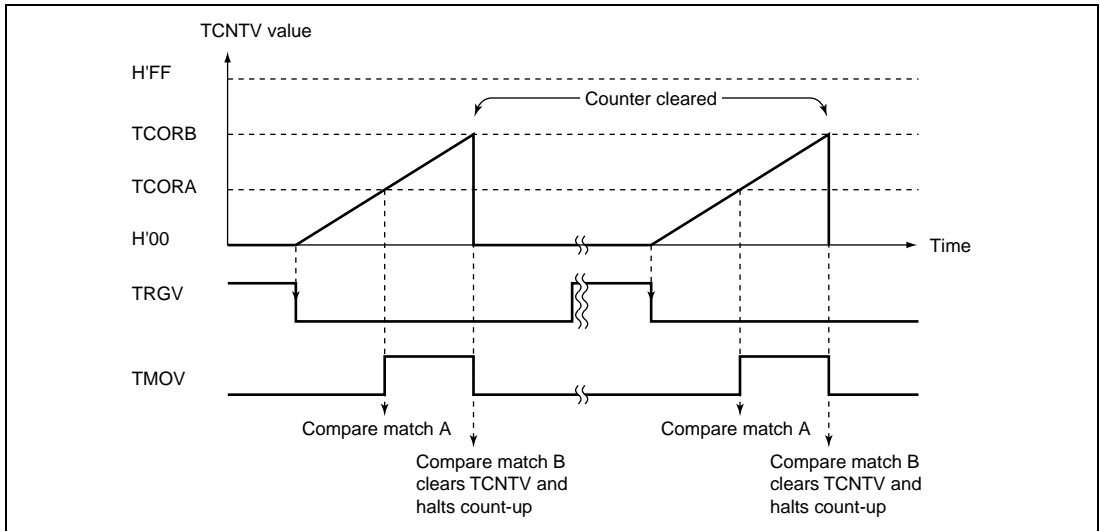 TCNTV value
H'FF
Counter cleared
TCORB
TCORA
H'00
Time
TRGV
TMOV
Compare match A
Compare match A
Compare match B
clears TCNTV and
halts count-up
Compare match B
clears TCNTV and
halts count-up